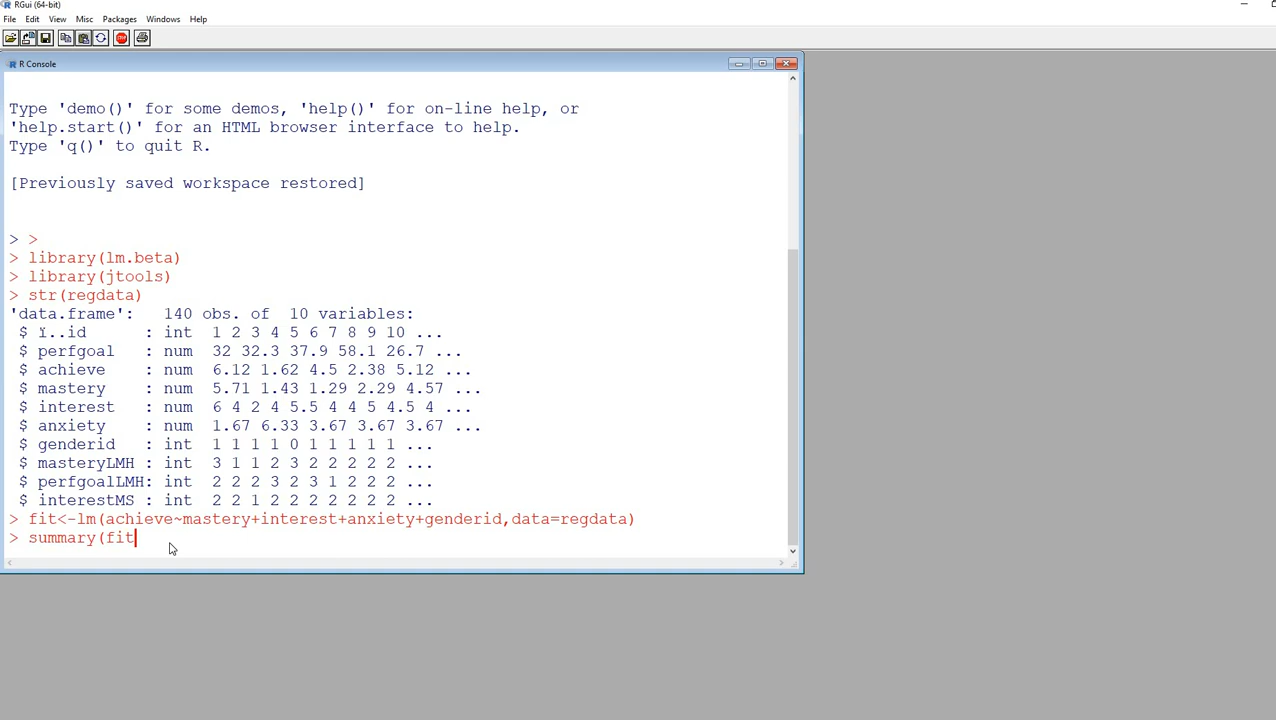 RGui (64-bit)
File Edit View Misc Packages Windows Help
STOP
R Console
Type 'demo()' for some demos, 'help()' for on-line help, or
'help.start()' for an HTML browser interface to help.
Type 'q()' to quit R.
[Previously saved workspace restored]
> >
> library(lm.beta)
> library(jtools)
> str(regdata)
'data.frame':   140 obs. of  10 variables:
 $ ï..id      : int  1 2 3 4 5 6 7 8 9 10 ...
 $ perfgoal   : num  32 32.3 37.9 58.1 26.7 ...
 $ achieve    : num  6.12 1.62 4.5 2.38 5.12 ...
 $ mastery    : num  5.71 1.43 1.29 2.29 4.57 ...
 $ interest   : num  6 4 2 4 5.5 4 4 5 4.5 4 ...
 $ anxiety    : num  1.67 6.33 3.67 3.67 3.67 ...
 $ genderid   : int  1 1 1 1 0 1 1 1 1 1 ...
 $ masteryLMH : int  3 1 1 2 3 2 2 2 2 2 ...
 $ perfgoalLMH: int  2 2 2 3 2 3 1 2 2 2 ...
 $ interestMS : int  2 2 1 2 2 2 2 2 2 2 ...
> fit<-lm(achieve~mastery+interest+anxiety+genderid,data=regdata)
> summary(fit